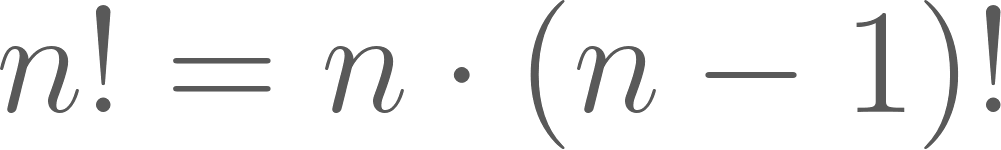 n! = n · (n − 1)!